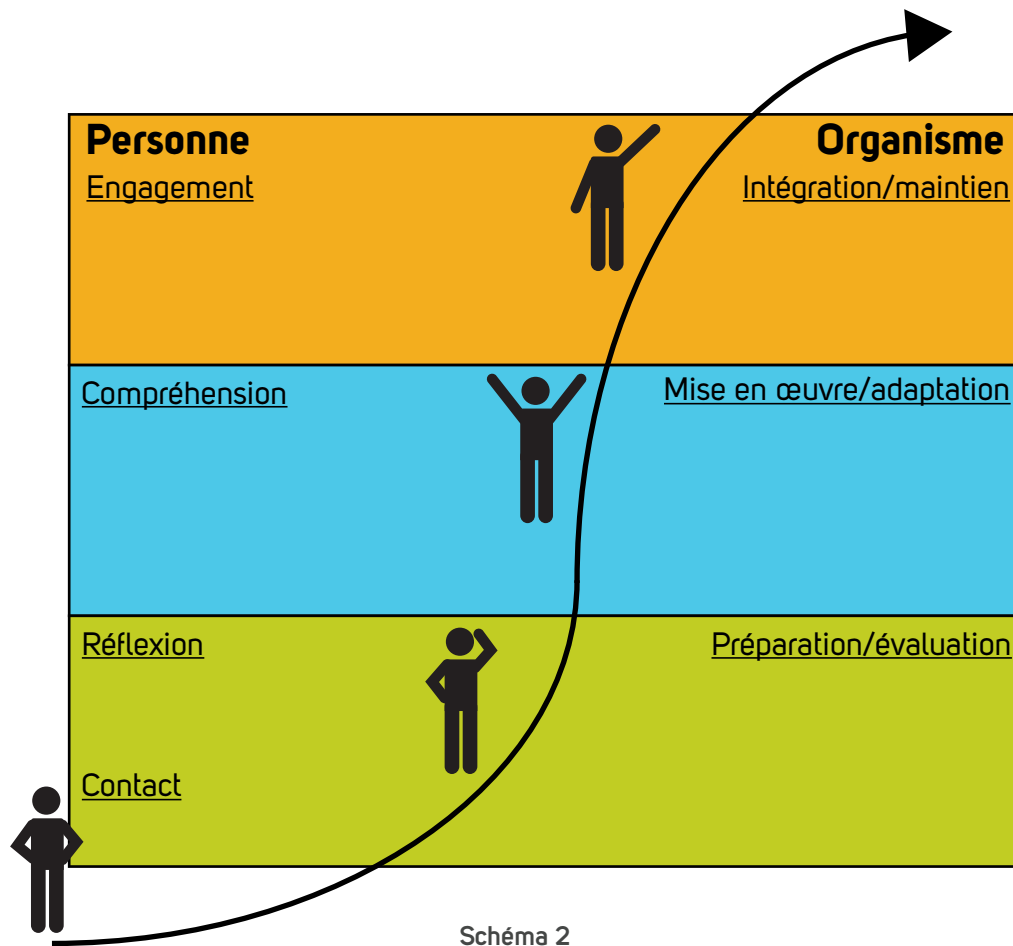 Personne
Organisme
Engagement
Intégration/maintien
Compréhension
Mise en œuvre/adaptation
Réflexion
Préparation/évaluation
Contact
Schéma 2